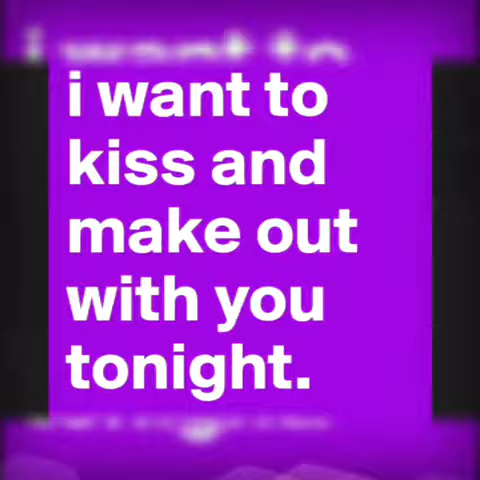 i want to
kiss and
make out
with you
tonight.